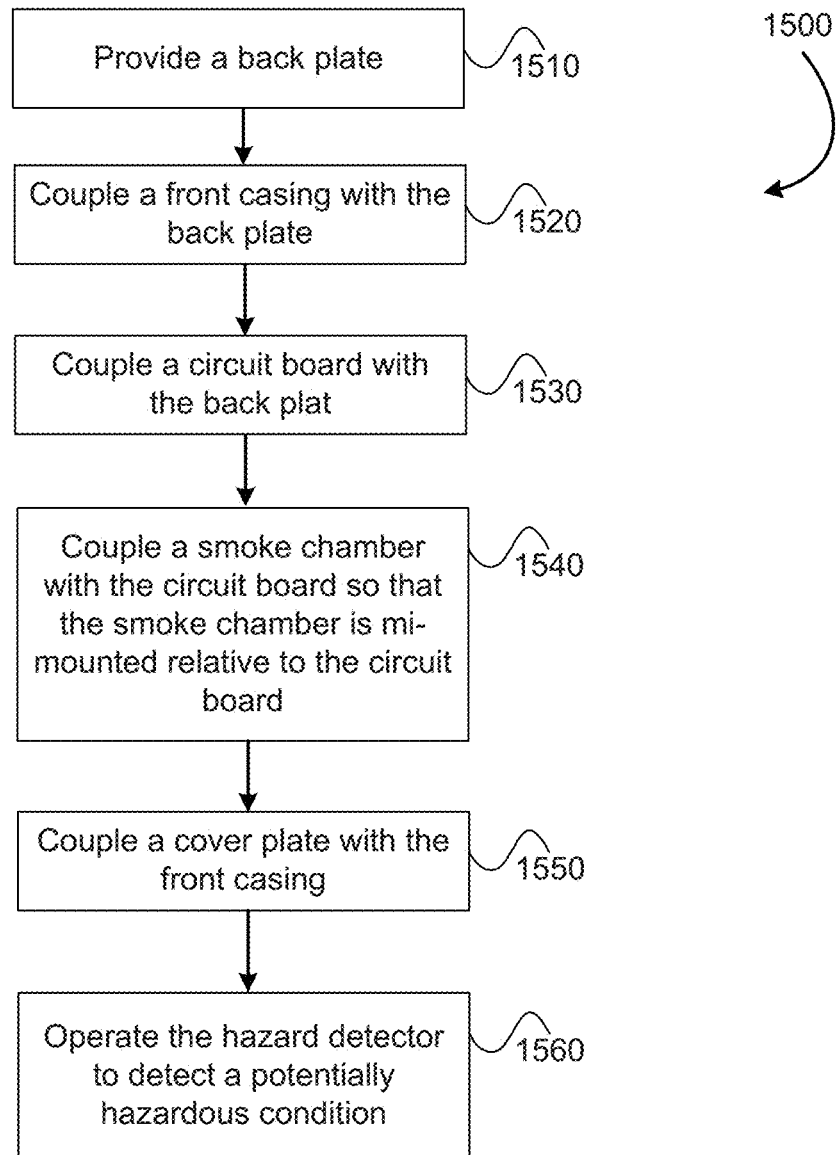 1500
Provide a back plate
1510
Couple a front casing with the
back plate
1520
Couple a circuit board with
the back plat
1530
Couple a smoke chamber
with the circuit board so that
the smoke chamber is mi-
mounted relative to the circuit
board
1540
Couple a cover plate with the
front casing
1550
Operate the hazard detector
to detect a potentially
hazardous condition
1560